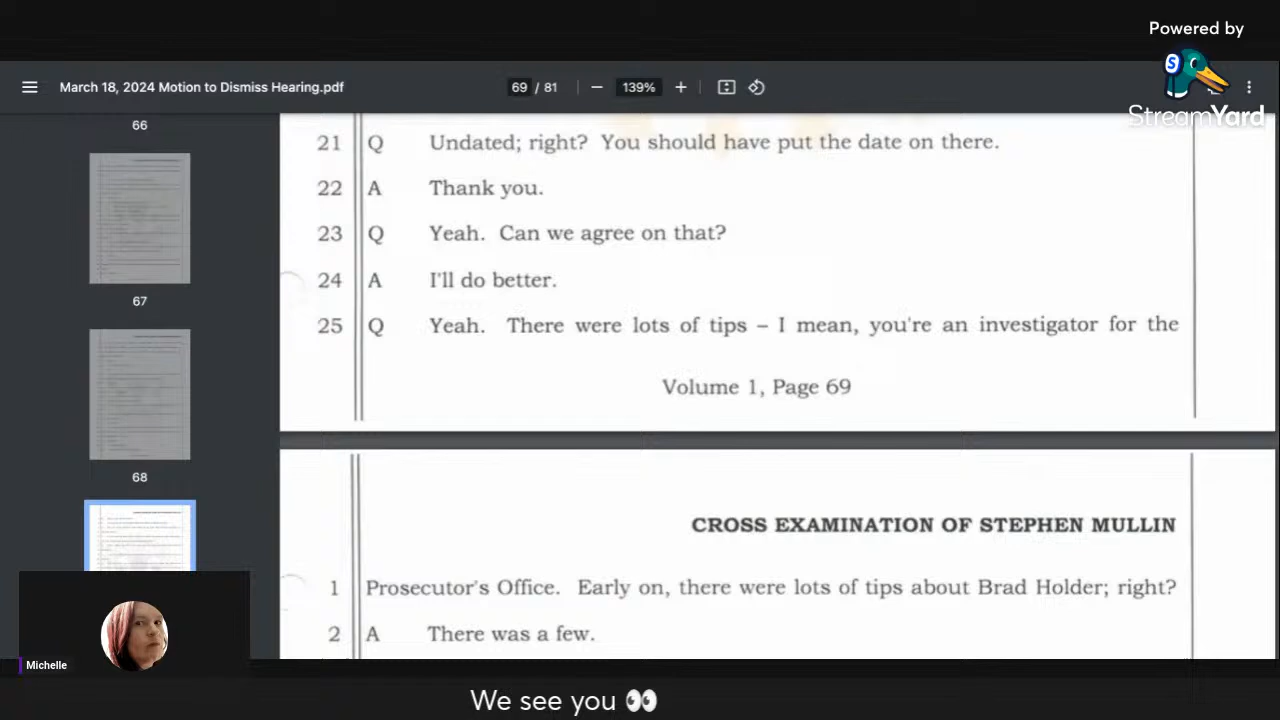 Powered by
StreamYard
March 18, 2024 Motion to Dismiss Hearing.pdf
69 / 81
139%
66
67
68
21 Q Undated; right? You should have put the date on there.
22 A Thank you.
23 Q Yeah. Can we agree on that?
24 A I'll do better.
25 Q Yeah. There were lots of tips – I mean, you're an investigator for the
Volume 1, Page 69
CROSS EXAMINATION OF STEPHEN MULLIN
1 Prosecutor's Office. Early on, there were lots of tips about Brad Holder; right?
2 A There was a few.
Michelle
We see you 👀